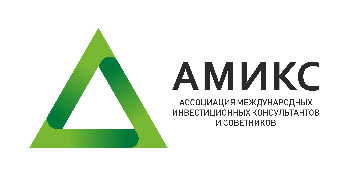 АМИКС
АССОЦИАЦИЯ МЕЖДУНАРОДНЫХ
ИНВЕСТИЦИОННЫХ КОНСУЛЬТАНТОВ
И СОВЕТНИКОВ